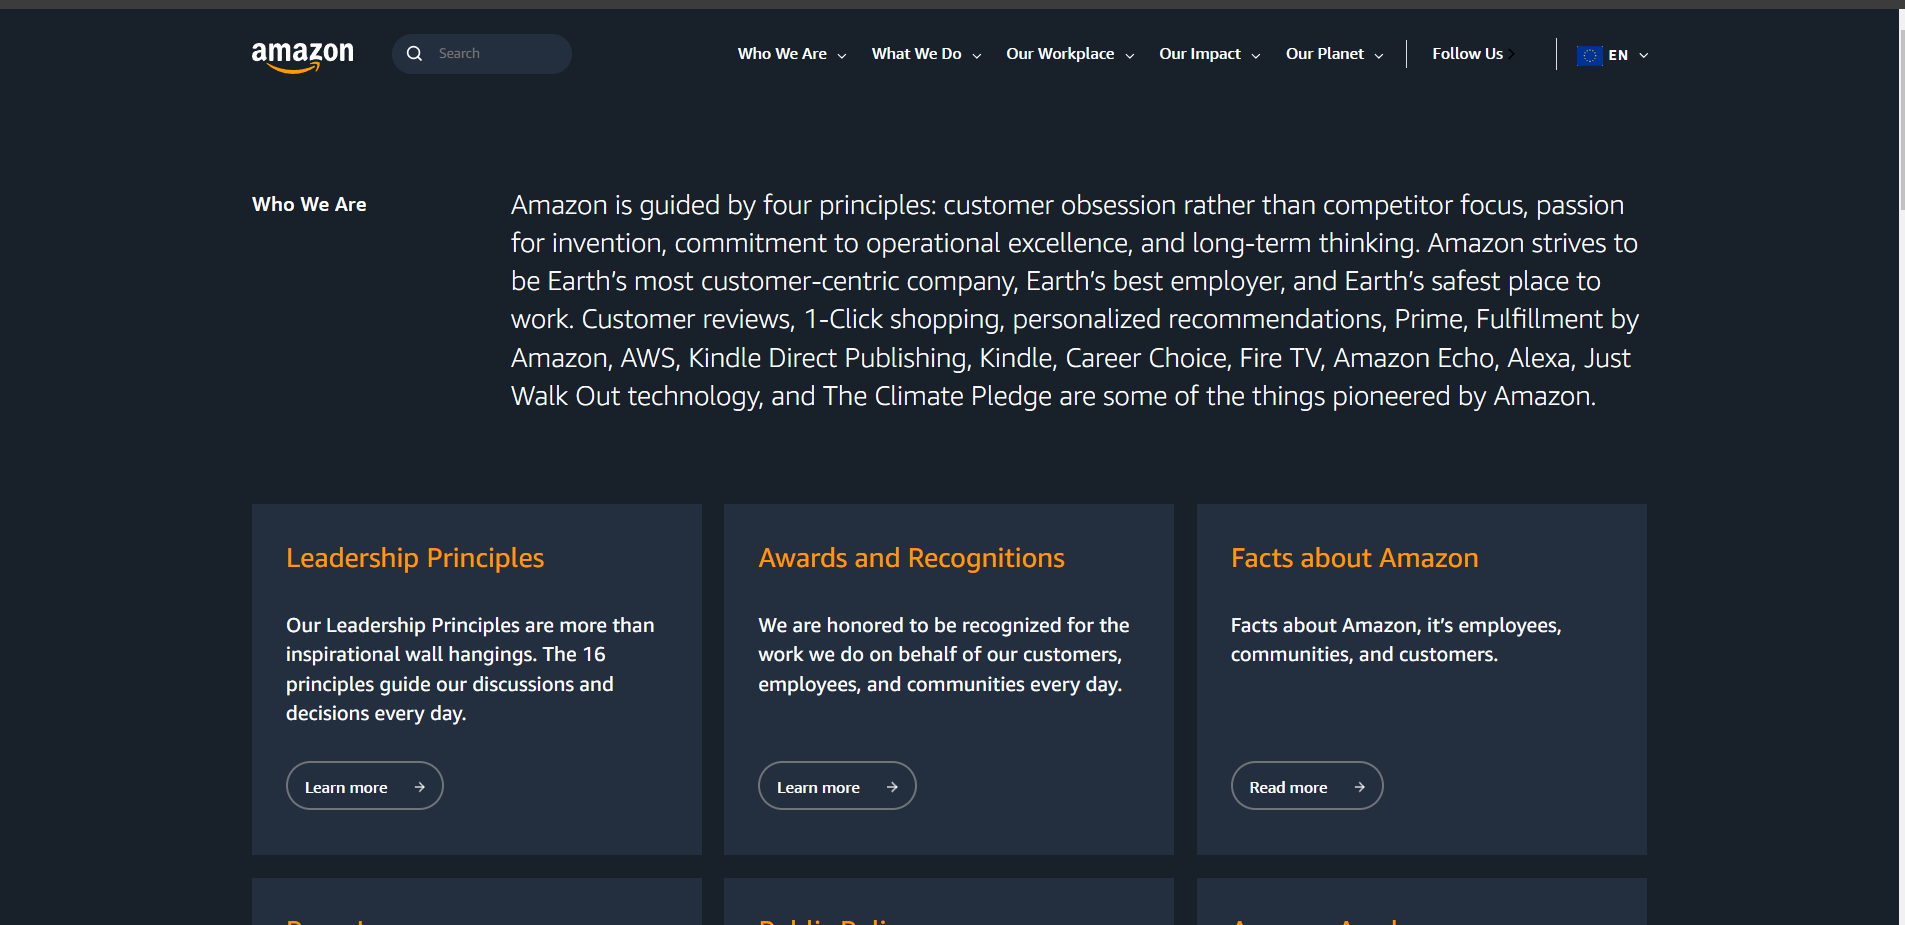 amazon
Search
Who We Are
What We Do
Our Workplace
Our Impact
Our Planet
Follow Us
EN
Who We Are
Amazon is guided by four principles: customer obsession rather than competitor focus, passion
for invention, commitment to operational excellence, and long-term thinking. Amazon strives to
be Earth’s most customer-centric company, Earth’s best employer, and Earth’s safest place to
work. Customer reviews, 1-Click shopping, personalized recommendations, Prime, Fulfillment by
Amazon, AWS, Kindle Direct Publishing, Kindle, Career Choice, Fire TV, Amazon Echo, Alexa, Just
Walk Out technology, and The Climate Pledge are some of the things pioneered by Amazon.
Leadership Principles
Our Leadership Principles are more than
inspirational wall hangings. The 16
principles guide our discussions and
decisions every day.
Learn more
Awards and Recognitions
We are honored to be recognized for the
work we do on behalf of our customers,
employees, and communities every day.
Learn more
Facts about Amazon
Facts about Amazon, it’s employees,
communities, and customers.
Read more